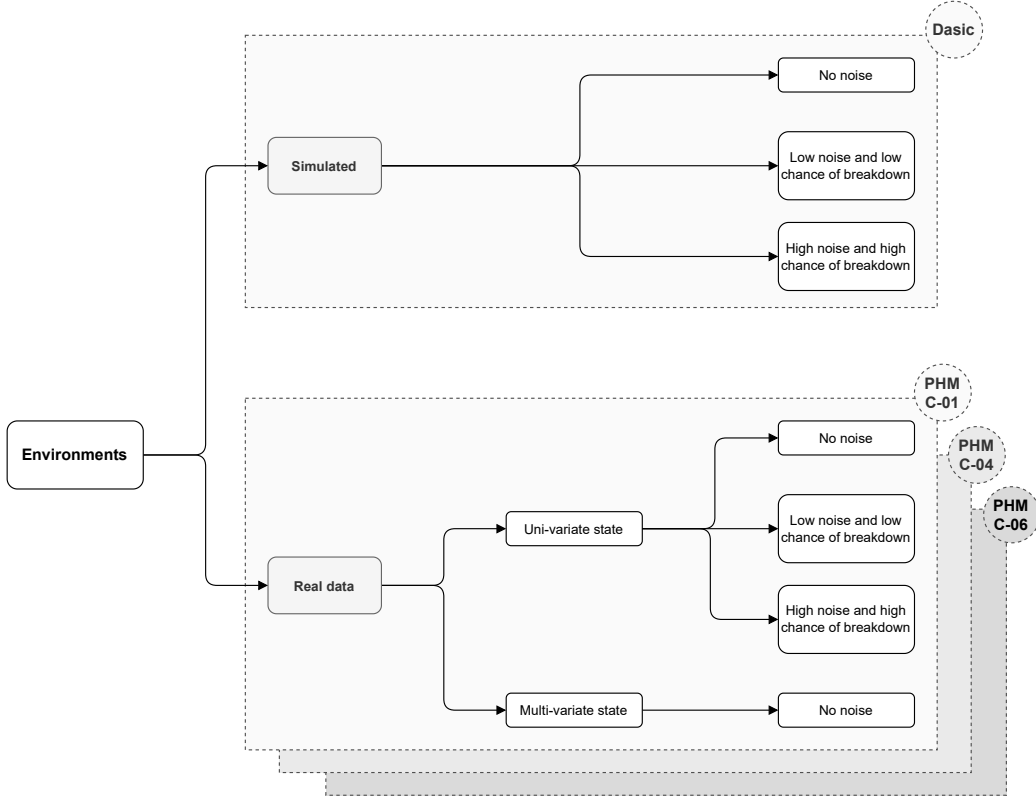 Dasic
No noise
Simulated
Low noise and low
chance of breakdown
High noise and high
chance of breakdown
Environments
PHM
C-01
PHM
C-04
PHM
C-06
No noise
Uni-variate state
Low noise and low
chance of breakdown
Real data
High noise and high
chance of breakdown
Multi-variate state
No noise